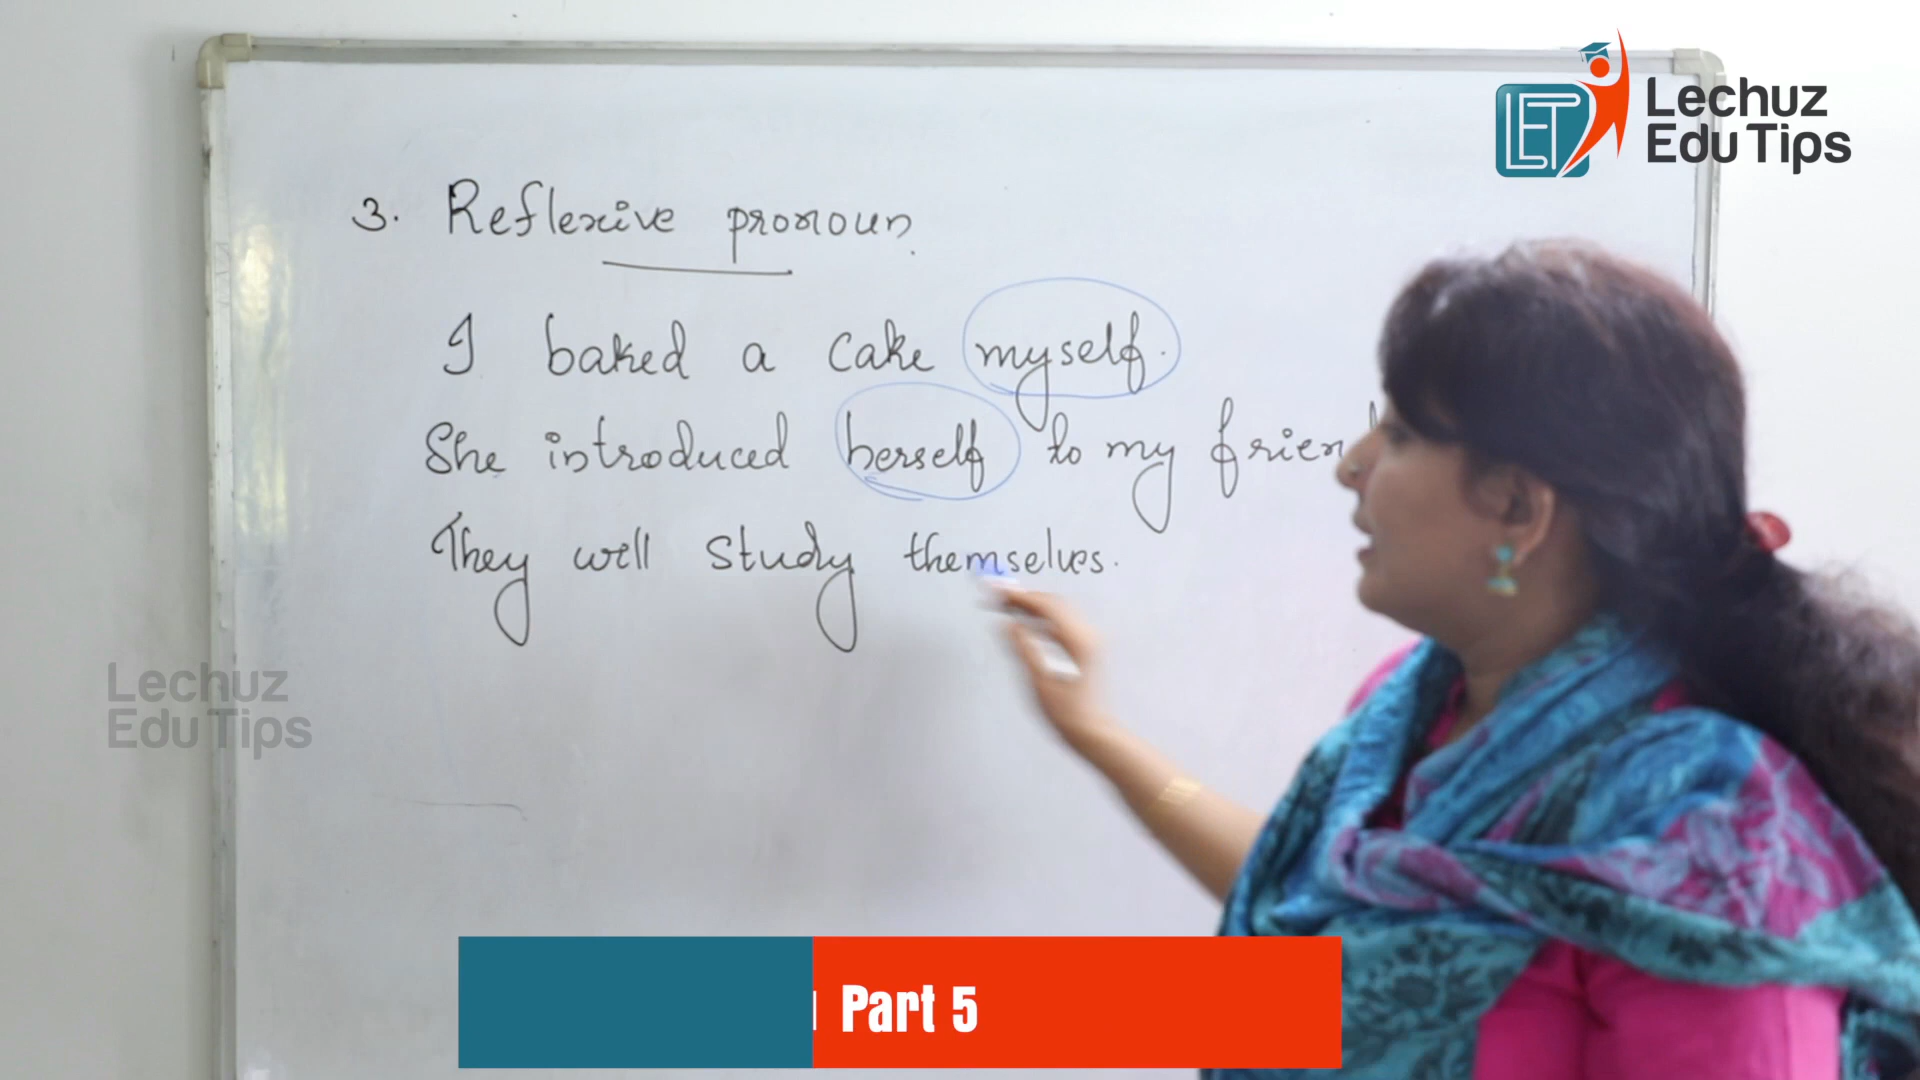 Lechuz
Edu Tips
3. Reflexive pronoun.
I baked a cake myself.
She introduced herself to my
They will study themselves.
Lechuz
Edu Tips
Part 5